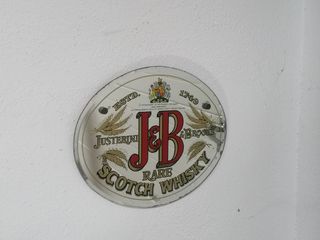 ESTD. 1749
JUSTERINI & BROOKS
J&B
RARE
SCOTCH WHISKY